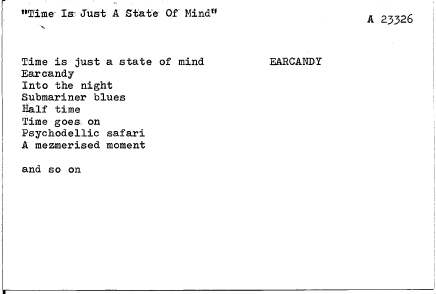 "Time Is Just A State Of Mind"
A 23326
Time is just a state of mind EARCANDY
Earcandy
Into the night
Submariner blues
Half time
Time goes on
Psychodellic safari
A mezmerised moment
and so on